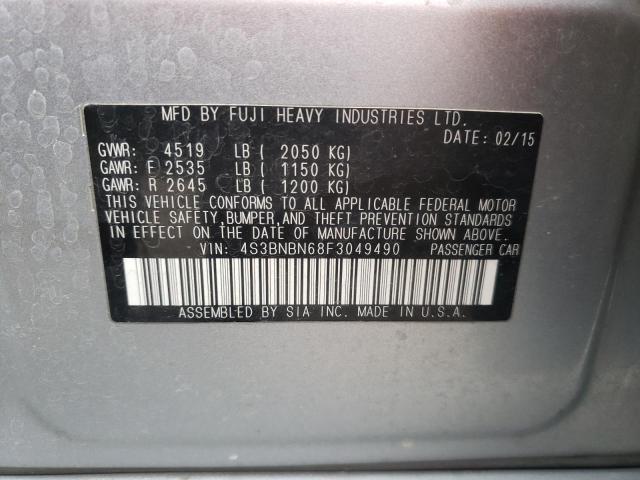 MFD BY FUJI HEAVY INDUSTRIES LTD.
DATE: 02/15
GVWR: 4519 LB ( 2050 KG)
GAWR: F 2535 LB ( 1150 KG)
GAWR: R 2645 LB ( 1200 KG)
THIS VEHICLE CONFORMS TO ALL APPLICABLE FEDERAL MOTOR
VEHICLE SAFETY,BUMPER,AND THEFT PREVENTION STANDARDS
IN EFFECT ON THE DATE OF MANUFACTURE SHOWN ABOVE.
VIN: 4S3BNBN68F3049490 PASSENGER CAR
ASSEMBLED BY SIA INC. MADE IN U.S.A.